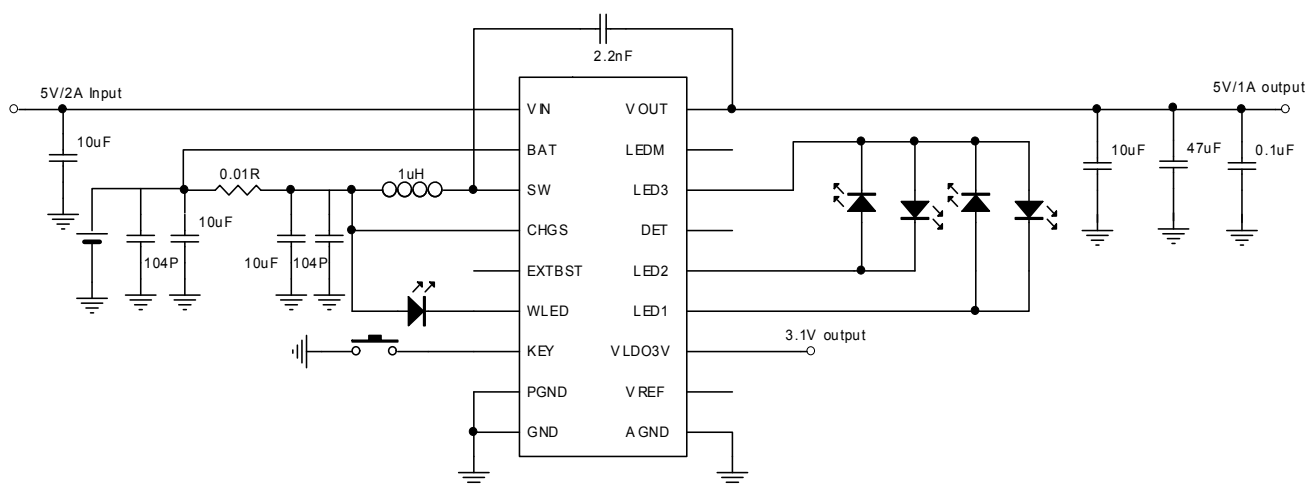 2.2nF
5V/2A Input
5V/1A output
VIN
VOUT
10uF
BAT
LEDM
10uF
47uF
0.1uF
0.01R
1uH
SW
LED3
10uF
CHGS
DET
104P
10uF
104P
EXTBST
LED2
WLED
LED1
3.1V output
KEY
VLDO3V
PGND
VREF
GND
AGND